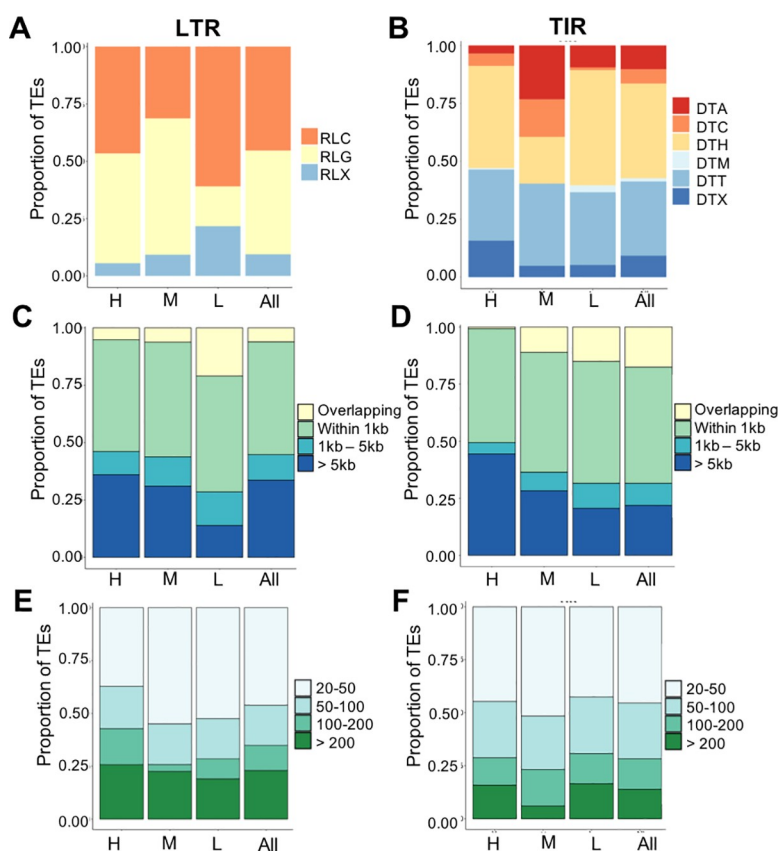 A
LTR
Proportion of TEs
1.00
0.75
0.50
0.25
0.00
H M L All
RLC
RLG
RLX
B
TIR
Proportion of TEs
1.00
0.75
0.50
0.25
0.00
H M L All
DTA
DTC
DTH
DTM
DTT
DTX
C
Proportion of TEs
1.00
0.75
0.50
0.25
0.00
H M L All
Overlapping
Within 1kb
1kb – 5kb
> 5kb
D
Proportion of TEs
1.00
0.75
0.50
0.25
0.00
H M L All
Overlapping
Within 1kb
1kb – 5kb
> 5kb
E
Proportion of TEs
1.00
0.75
0.50
0.25
0.00
H M L All
20-50
50-100
100-200
> 200
F
Proportion of TEs
1.00
0.75
0.50
0.25
0.00
H M L All
20-50
50-100
100-200
> 200